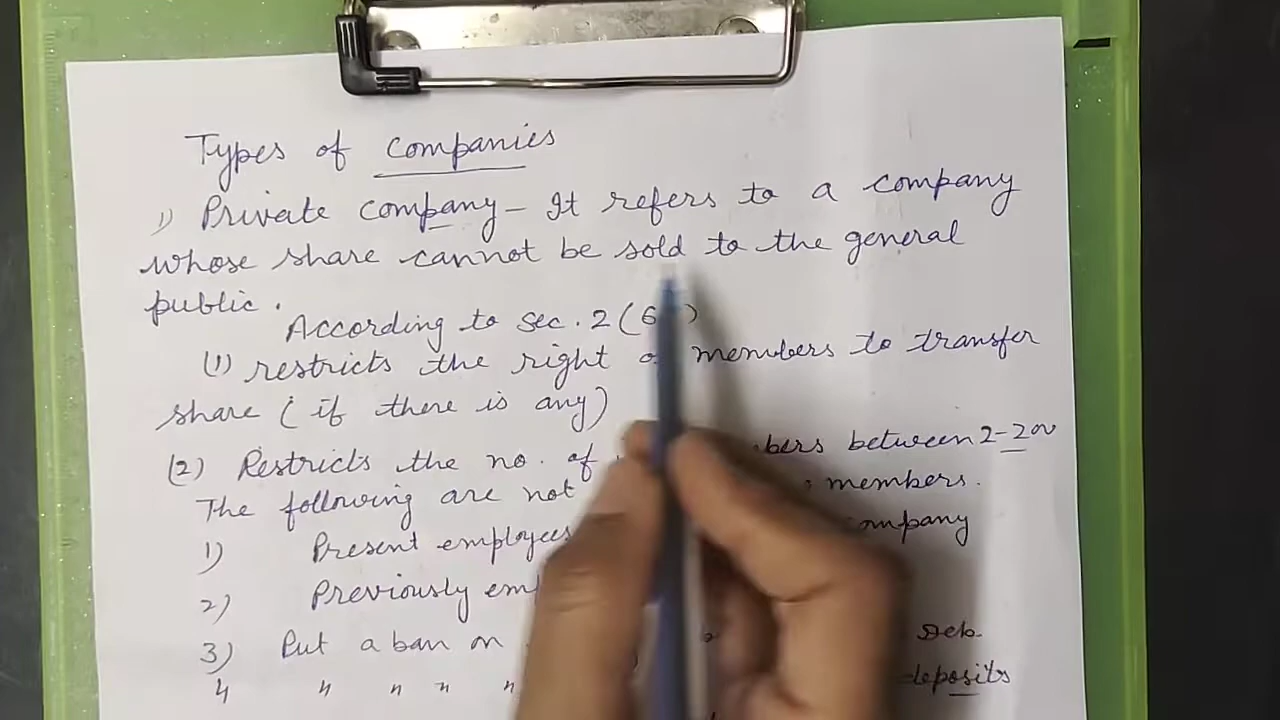 Types of companies
1) Private company - It refers to a company
whose share cannot be sold to the general
public.
According to sec. 2 (6 )
(1) restricts the right members to transfer
share ( if there is any)
(2) Restricts the no. of between 2-200
The following are not members.
1) Present employees company
2) Previously
3) Put a ban on Deb.
4 " " " " deposits